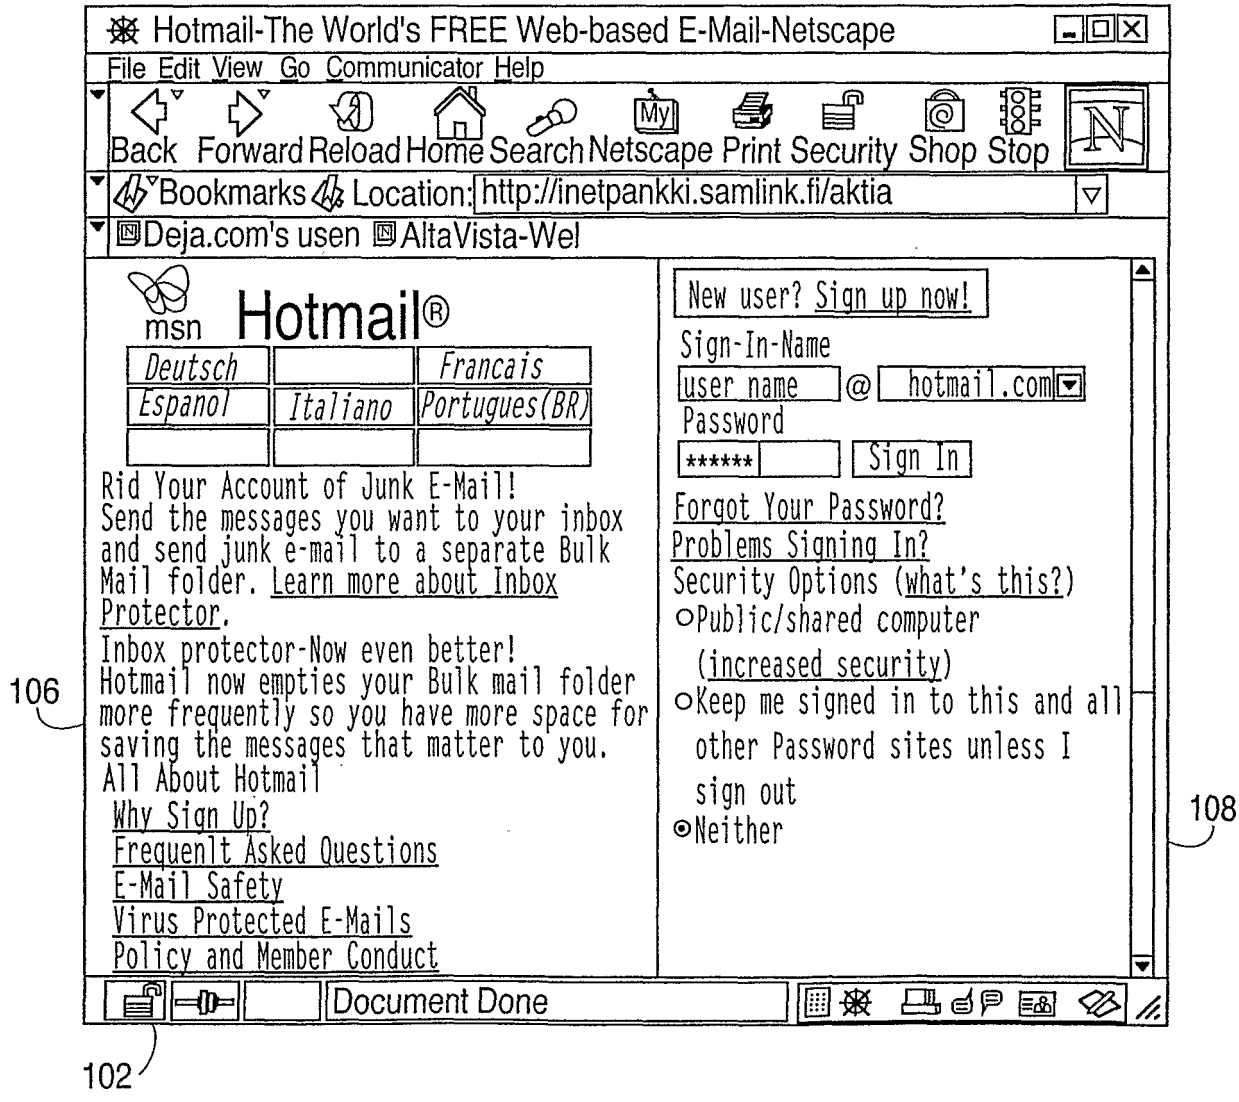 Hotmail-The World's FREE Web-based E-Mail-Netscape
File Edit View Go Communicator Help
My N
Back Forward Reload Home Search Netscape Print Security Shop Stop
Bookmarks Location: http://inetpankki.samlink.fi/aktia
N Deja.com's usen N AltaVista-Wel
msn Hotmail®
Deutsch Francais
Espanol Italiano Portugues(BR)
Rid Your Account of Junk E-Mail!
Send the messages you want to your inbox
and send junk e-mail to a separate Bulk
Mail folder. Learn more about Inbox
Protector.
Inbox protector-Now even better!
Hotmail now empties your Bulk mail folder
more frequently so you have more space for
saving the messages that matter to you.
All About Hotmail
Why Sign Up?
Frequenlt Asked Questions
E-Mail Safety
Virus Protected E-Mails
Policy and Member Conduct
New user? Sign up now!
Sign-In-Name
user name @ hotmail.com
Password
****** Sign In
Forgot Your Password?
Problems Signing In?
Security Options (what's this?)
Public/shared computer
(increased security)
Keep me signed in to this and all
other Password sites unless I
sign out
Neither
Document Done
106
108
102